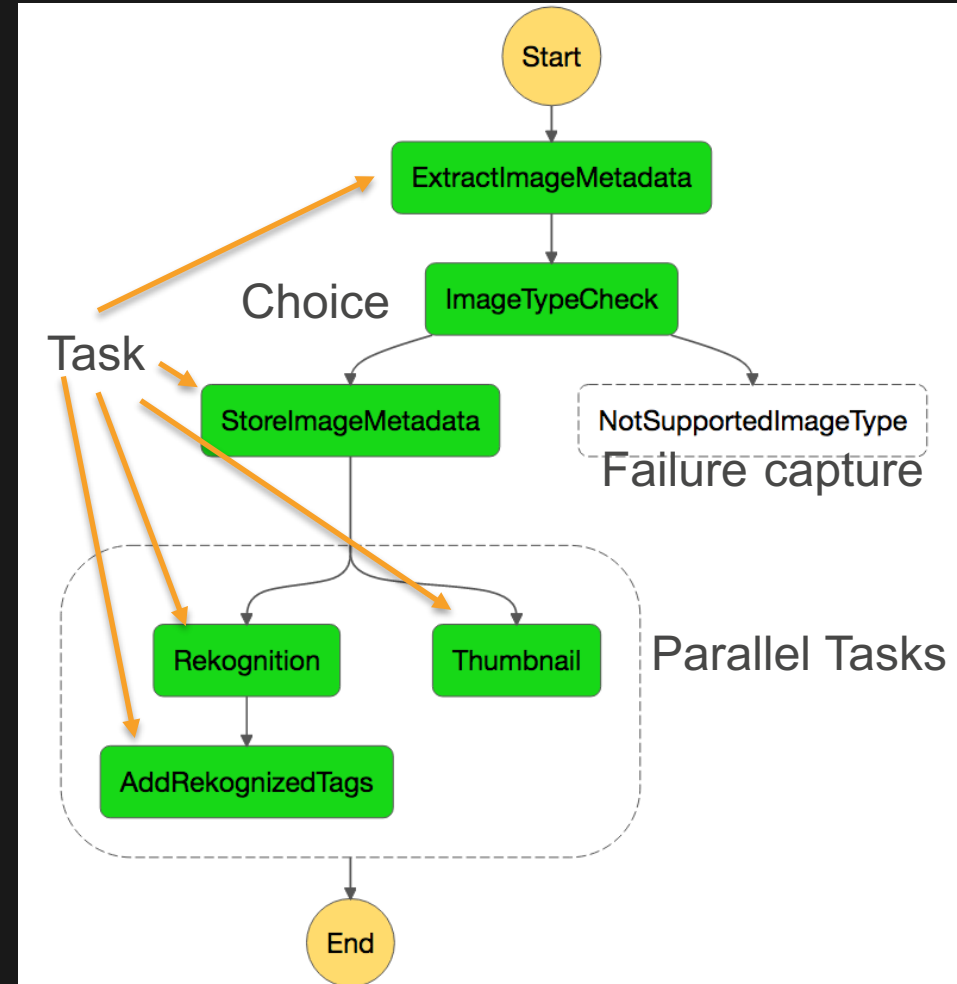 Start
ExtractImageMetadata
Choice
ImageTypeCheck
Task
StoreImageMetadata
NotSupportedImageType
Failure capture
Rekognition
Thumbnail
Parallel Tasks
AddRekognizedTags
End